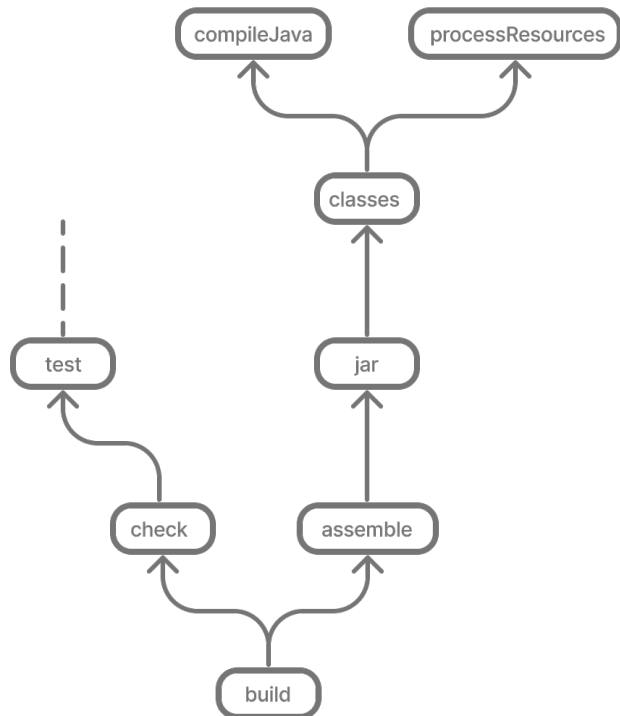 compileJava
processResources
classes
test
jar
check
assemble
build